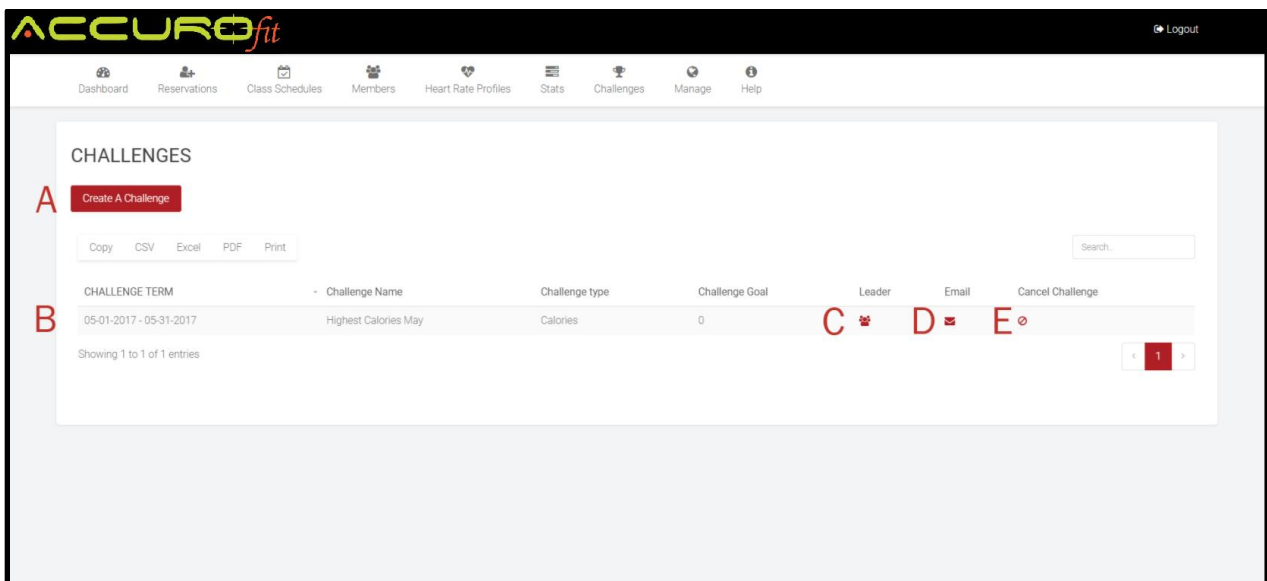 ACCUROfit
Logout
Dashboard Reservations Class Schedules Members Heart Rate Profiles Stats Challenges Manage Help
CHALLENGES
A Create A Challenge
Copy CSV Excel PDF Print Search..
CHALLENGE TERM Challenge Name Challenge type Challenge Goal Leader Email Cancel Challenge
B 05-01-2017 - 05-31-2017 Highest Calories May Calories 0 C D E
Showing 1 to 1 of 1 entries ‹ 1 ›